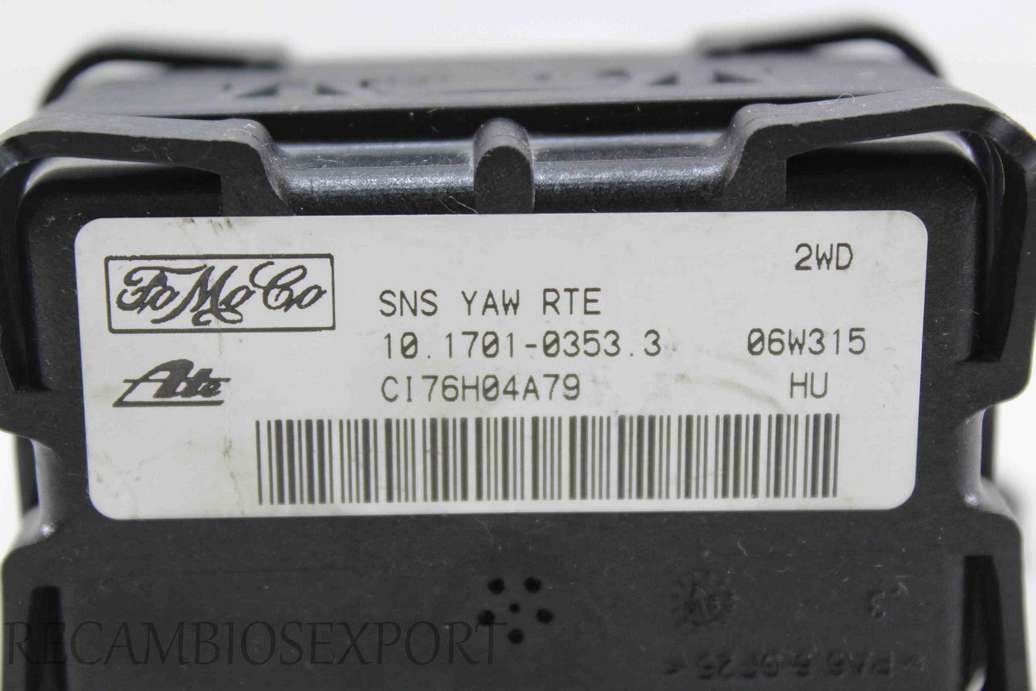 2WD
FoMoCo
SNS YAW RTE
10.1701-0353.3 06W315
Ate
CI76H04A79 HU
RECAMBIOSEXPORT